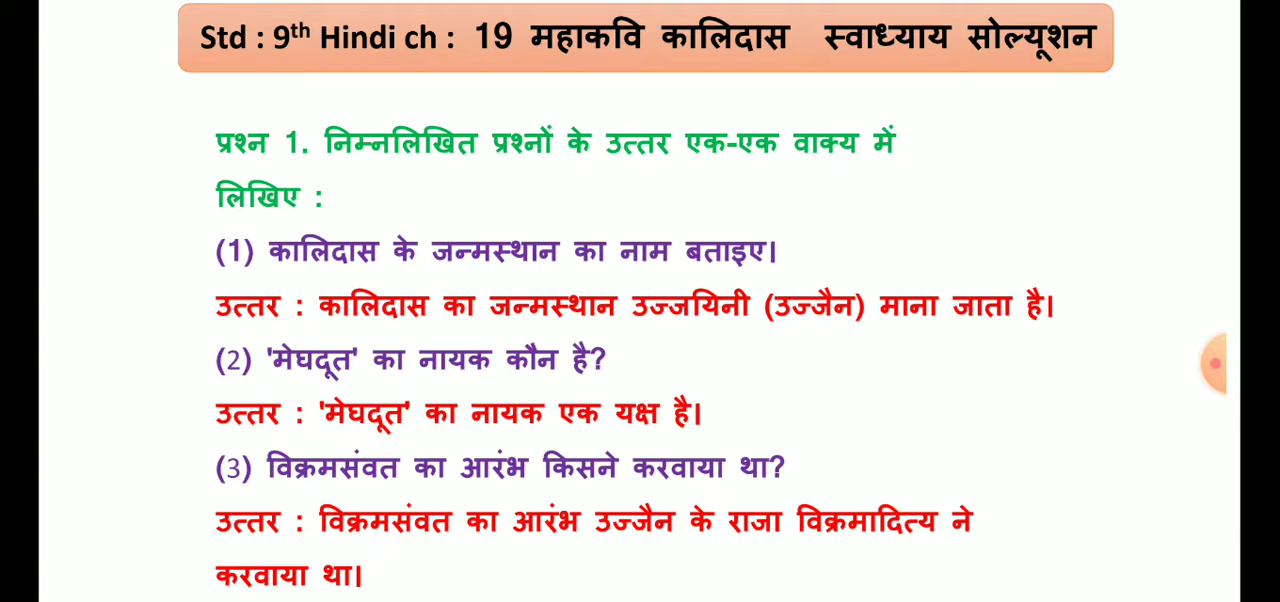 Std : 9th Hindi ch : 19 महाकवि कालिदास स्वाध्याय सोल्यूशन
प्रश्न 1. निम्नलिखित प्रश्नों के उत्तर एक-एक वाक्य में
लिखिए :
(1) कालिदास के जन्मस्थान का नाम बताइए।
उत्तर : कालिदास का जन्मस्थान उज्जयिनी (उज्जैन) माना जाता है।
(2) 'मेघदूत' का नायक कौन है?
उत्तर : 'मेघदूत' का नायक एक यक्ष है।
(3) विक्रमसंवत का आरंभ किसने करवाया था?
उत्तर : विक्रमसंवत का आरंभ उज्जैन के राजा विक्रमादित्य ने
करवाया था।